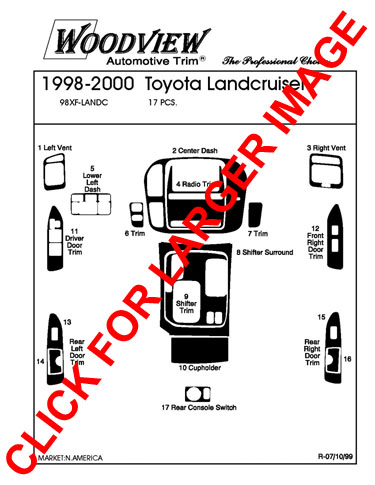 WOODVIEW
Automotive Trim®
The Professional Choice
1998-2000 Toyota Landcruiser
98XF-LANDC 17 PCS.
1 Left Vent
2 Center Dash
3 Right Vent
4 Radio Trim
5
Lower
Left
Dash
6 Trim
7 Trim
11
Driver
Door
Trim
12
Front
Right
Door
Trim
8 Shifter Surround
9
Shifter
Trim
13
Rear
Left
Door
Trim
14
15
Rear
Right
Door
Trim
16
10 Cupholder
17 Rear Console Switch
MARKET:N.AMERICA
R-07/10/99
CLICK FOR LARGER IMAGE